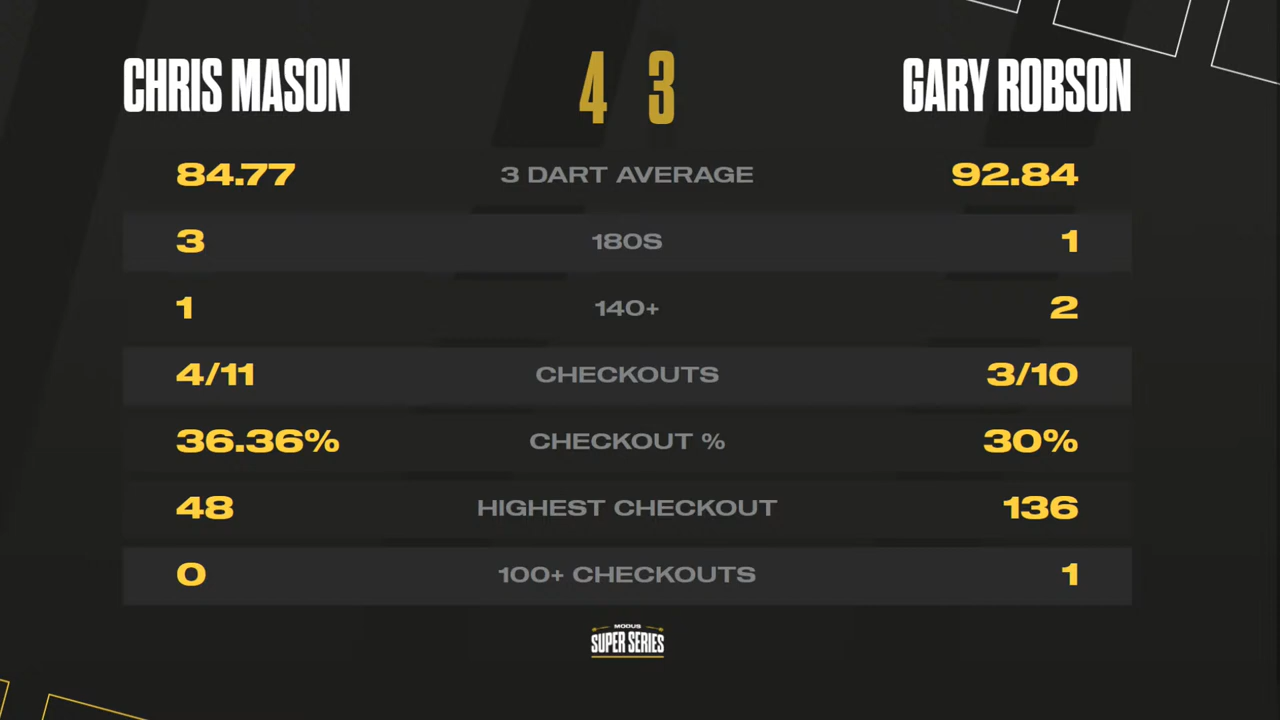 CHRIS MASON 4 3 GARY ROBSON
84.77 3 DART AVERAGE 92.84
3 180S 1
1 140+ 2
4/11 CHECKOUTS 3/10
36.36% CHECKOUT % 30%
48 HIGHEST CHECKOUT 136
0 100+ CHECKOUTS 1
MODUS
SUPER SERIES